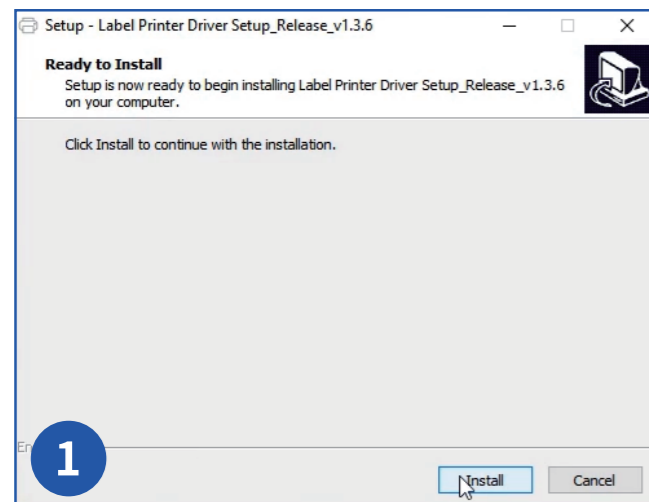 Setup - Label Printer Driver Setup_Release_v1.3.6
Ready to Install
Setup is now ready to begin installing Label Printer Driver Setup_Release_v1.3.6
on your computer.
Click Install to continue with the installation.
1
Install
Cancel